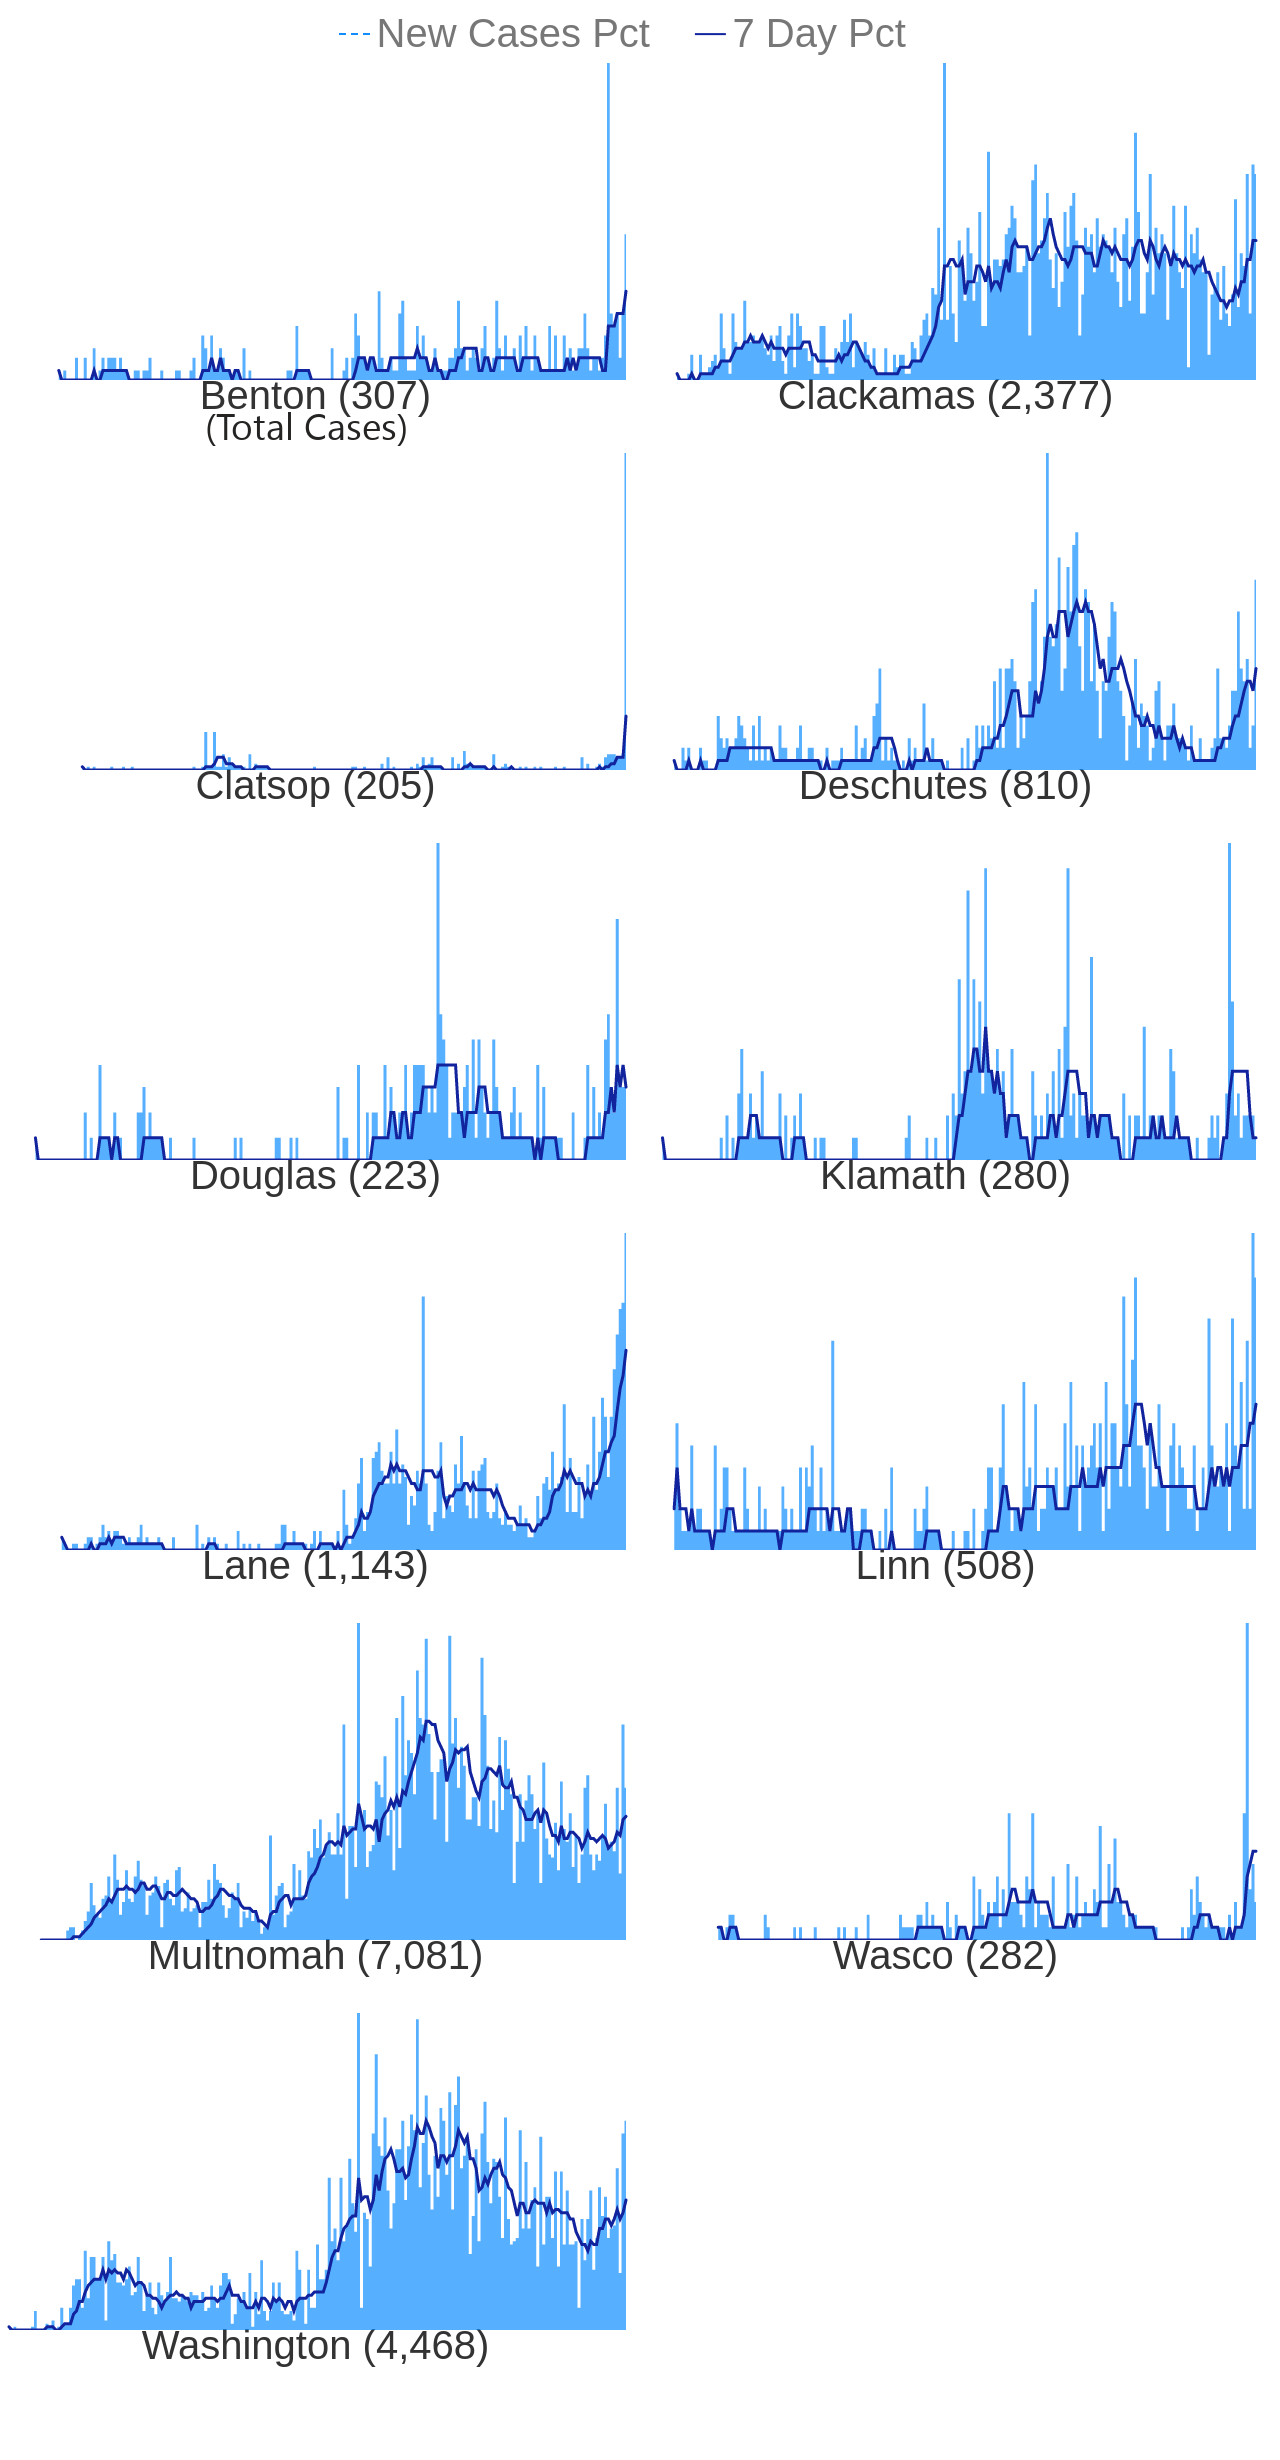 New Cases Pct 7 Day Pct
Benton (307) Clackamas (2,377)
(Total Cases)
Clatsop (205) Deschutes (810)
Douglas (223) Klamath (280)
Lane (1,143) Linn (508)
Multnomah (7,081) Wasco (282)
Washington (4,468)